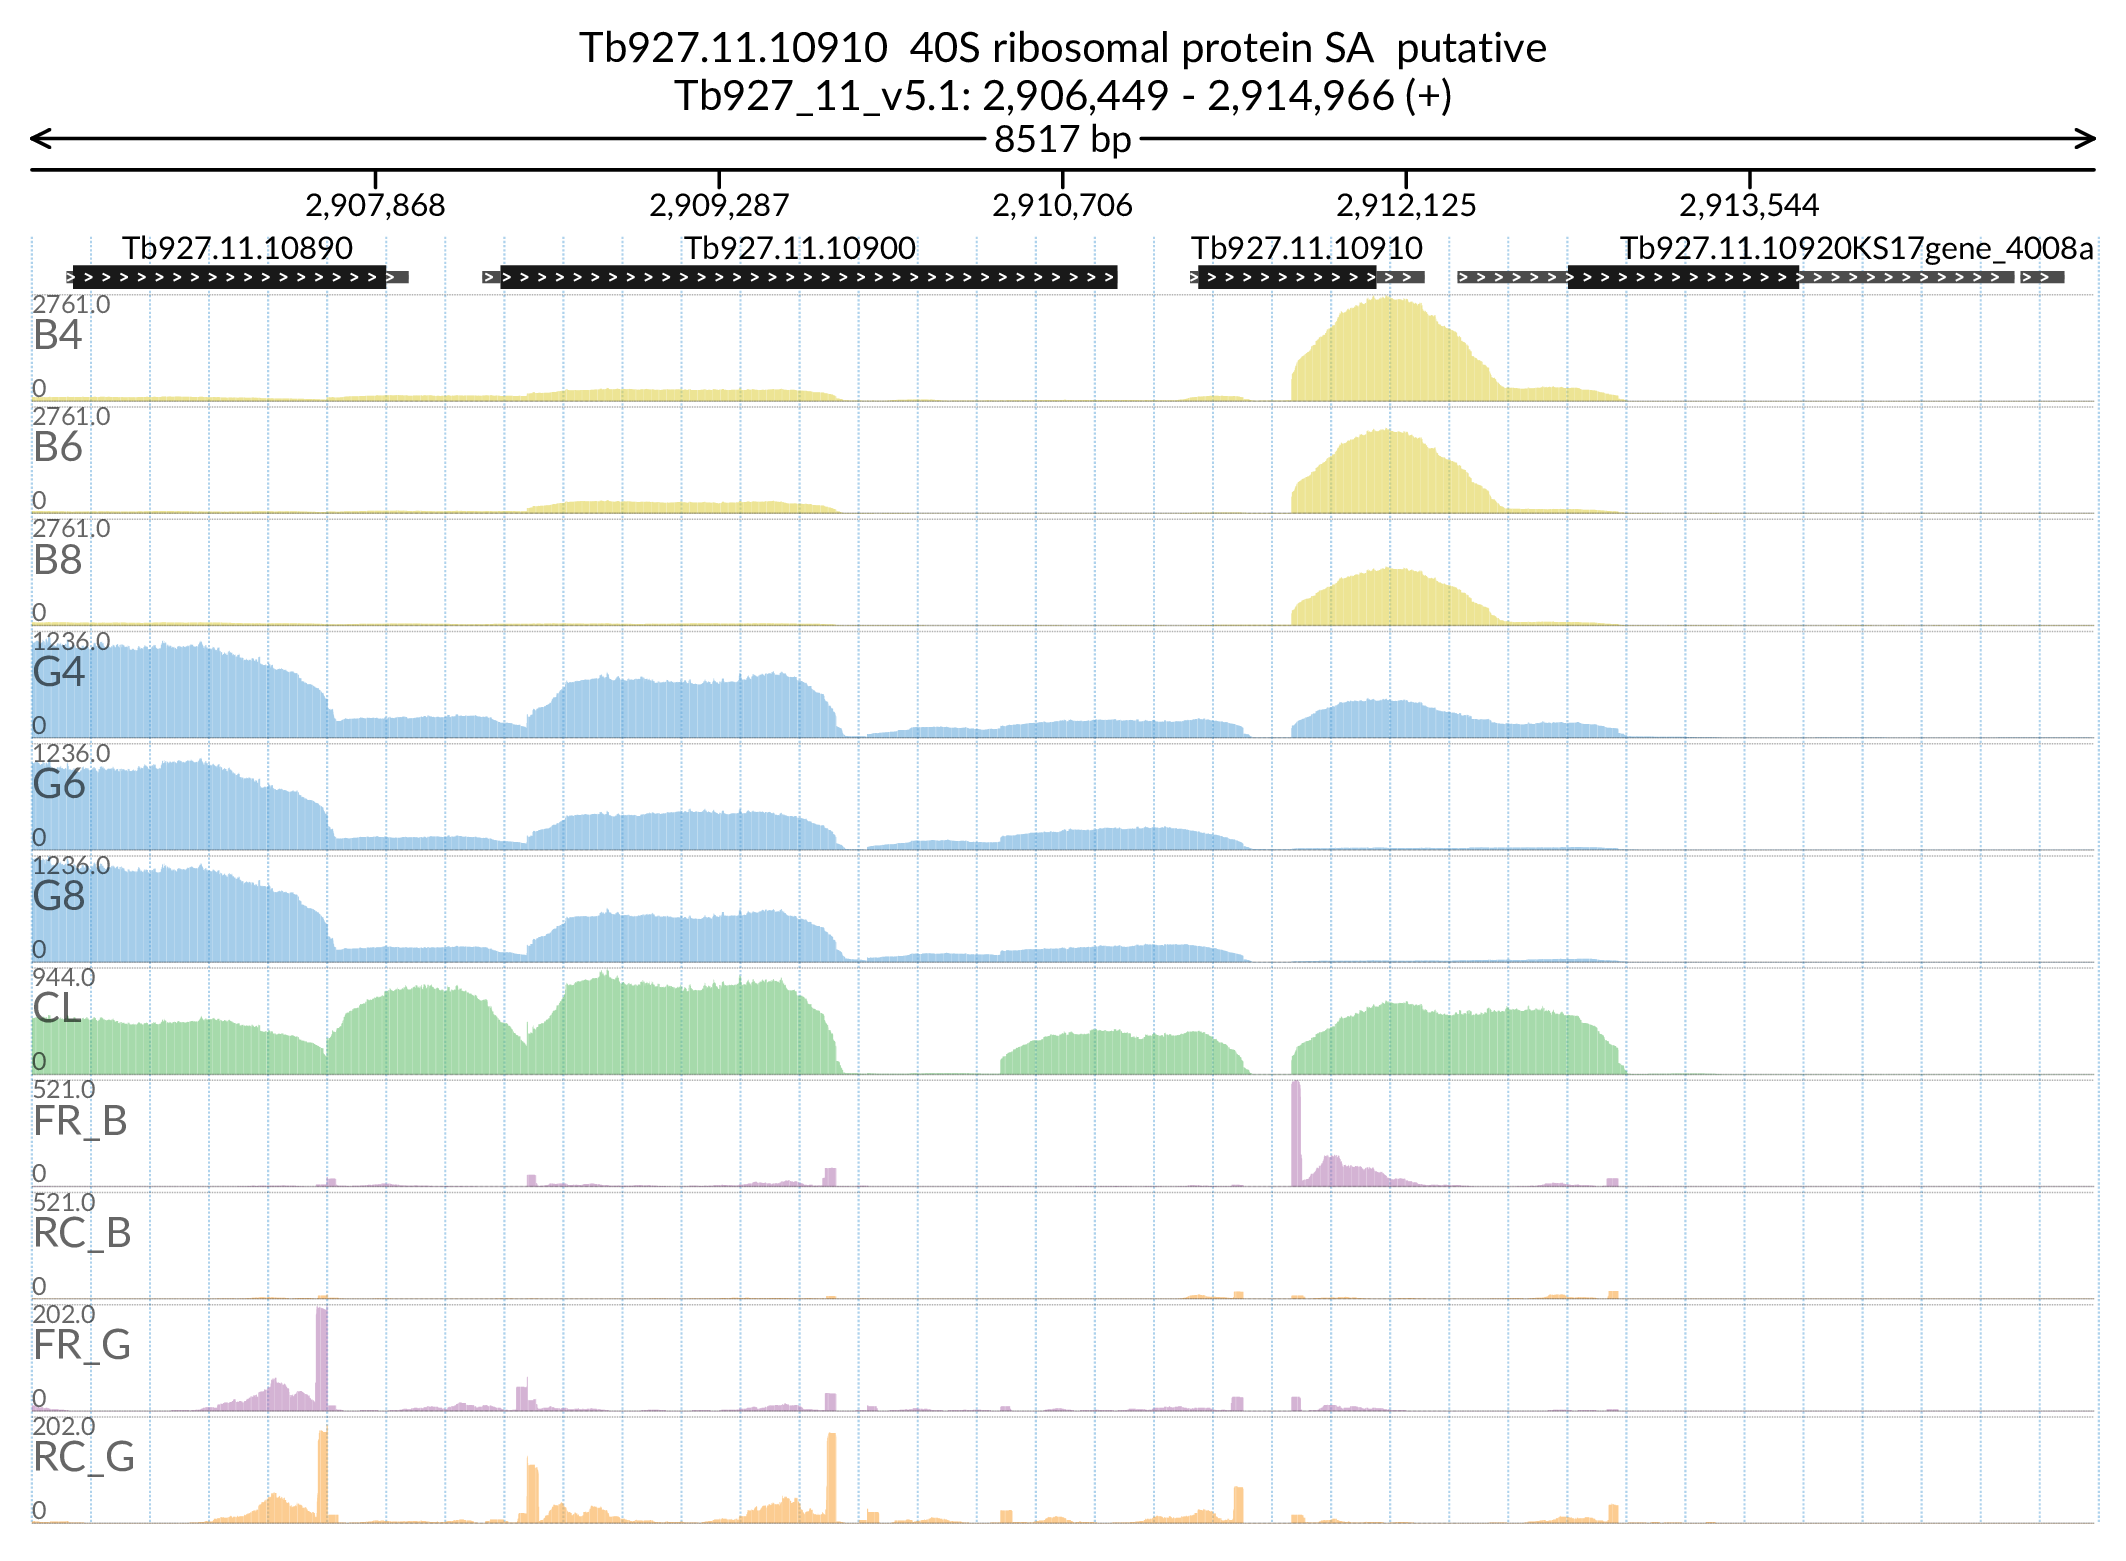 Tb927.11.10910  40S ribosomal protein SA  putative
Tb927_11_v5.1: 2,906,449 - 2,914,966 (+)
8517 bp
2,907,868 2,909,287 2,910,706 2,912,125 2,913,544
Tb927.11.10890 Tb927.11.10900 Tb927.11.10910 Tb927.11.10920KS17gene_4008a
2761.0
B4
0
2761.0
B6
0
2761.0
B8
0
1236.0
G4
0
1236.0
G6
0
1236.0
G8
0
944.0
CL
0
521.0
FR_B
0
521.0
RC_B
0
202.0
FR_G
0
202.0
RC_G
0